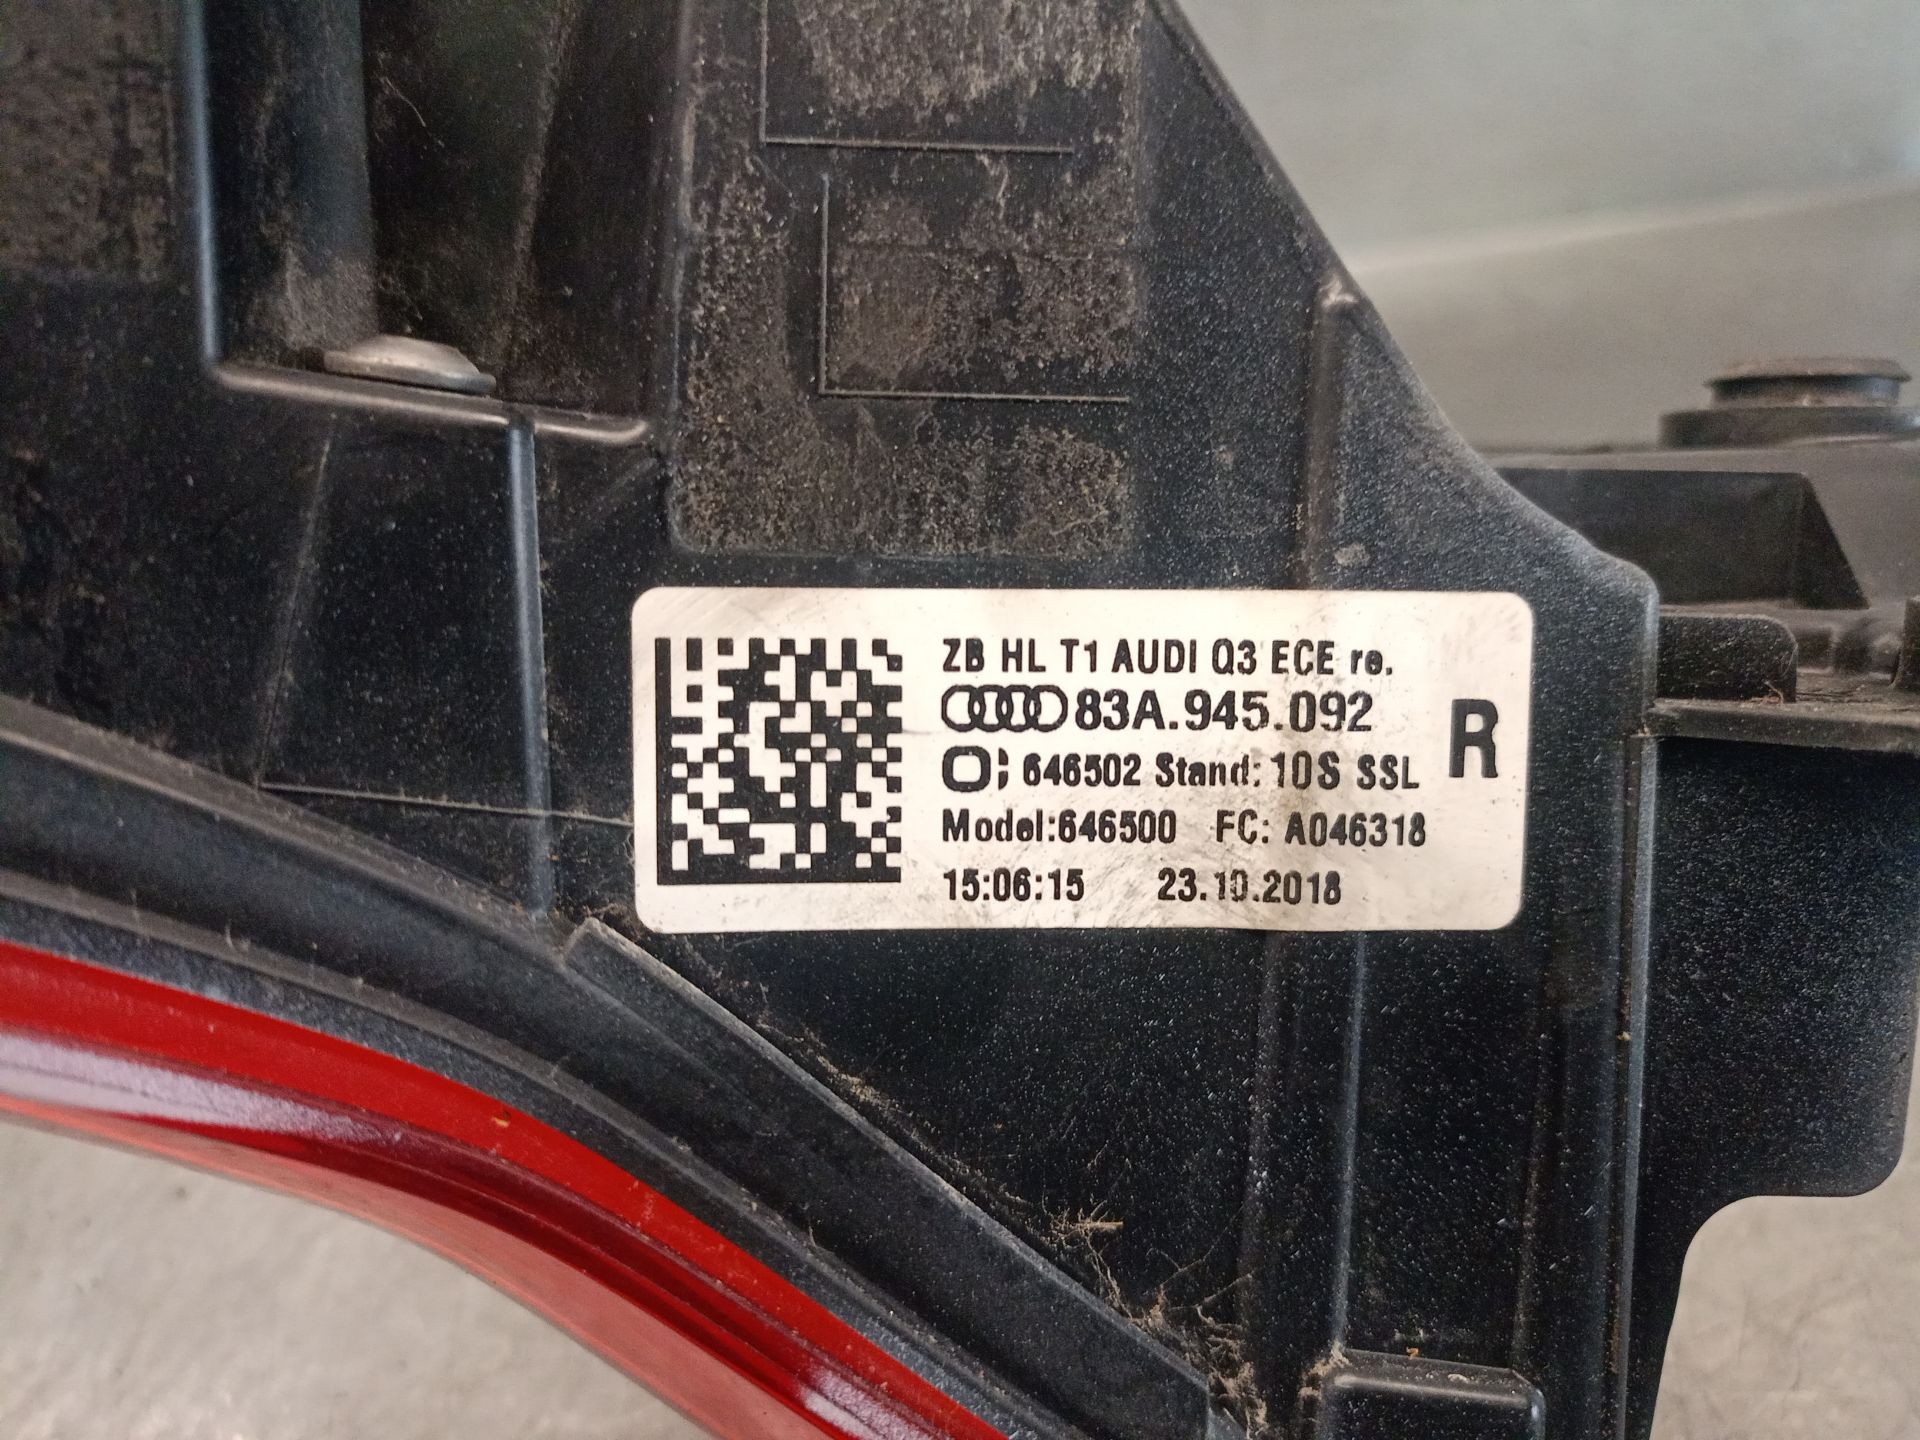 ZB HL T1 AUDI Q3 ECE re.
83A.945.092
R
646502 Stand: 10S SSL
Model:646500 FC: A046318
15:06:15 23.10.2018